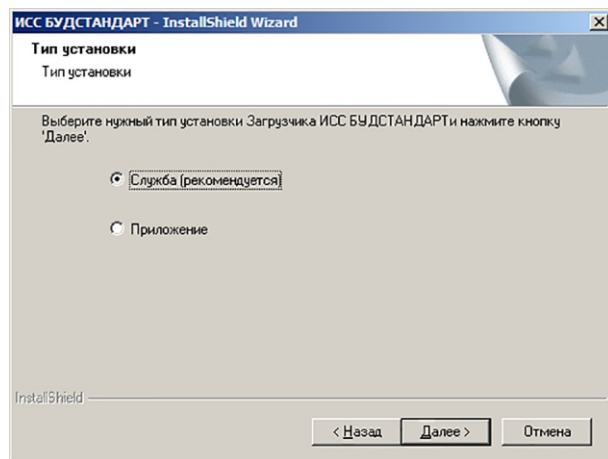 ИСС БУДСТАНДАРТ - InstallShield Wizard
Тип установки
Тип установки
Выберите нужный тип установки Загрузчика ИСС БУДСТАНДАРТи нажмите кнопку
'Далее'.
Служба (рекомендуется)
Приложение
InstallShield
< Назад Далее > Отмена